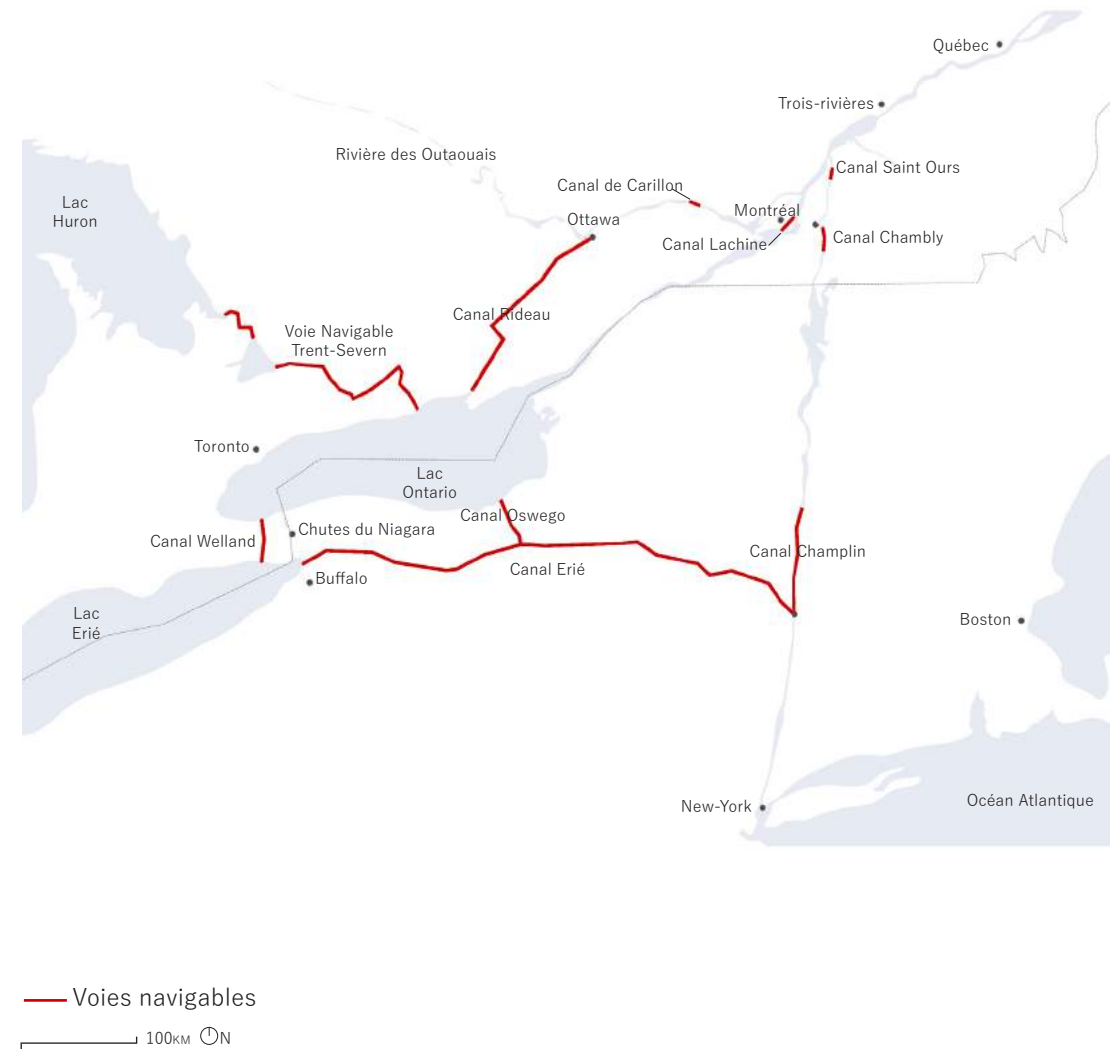 Québec
Trois-rivières
Rivière des Outaouais
Canal Saint Ours
Canal de Carillon
Lac
Huron
Montréal
Ottawa
Canal Lachine
Canal Chambly
Canal Rideau
Voie Navigable
Trent-Severn
Toronto
Lac
Ontario
Canal Oswego
Chutes du Niagara
Canal Welland
Canal Champlin
Canal Erié
Buffalo
Lac
Erié
Boston
Océan Atlantique
New-York
Voies navigables
100KM N